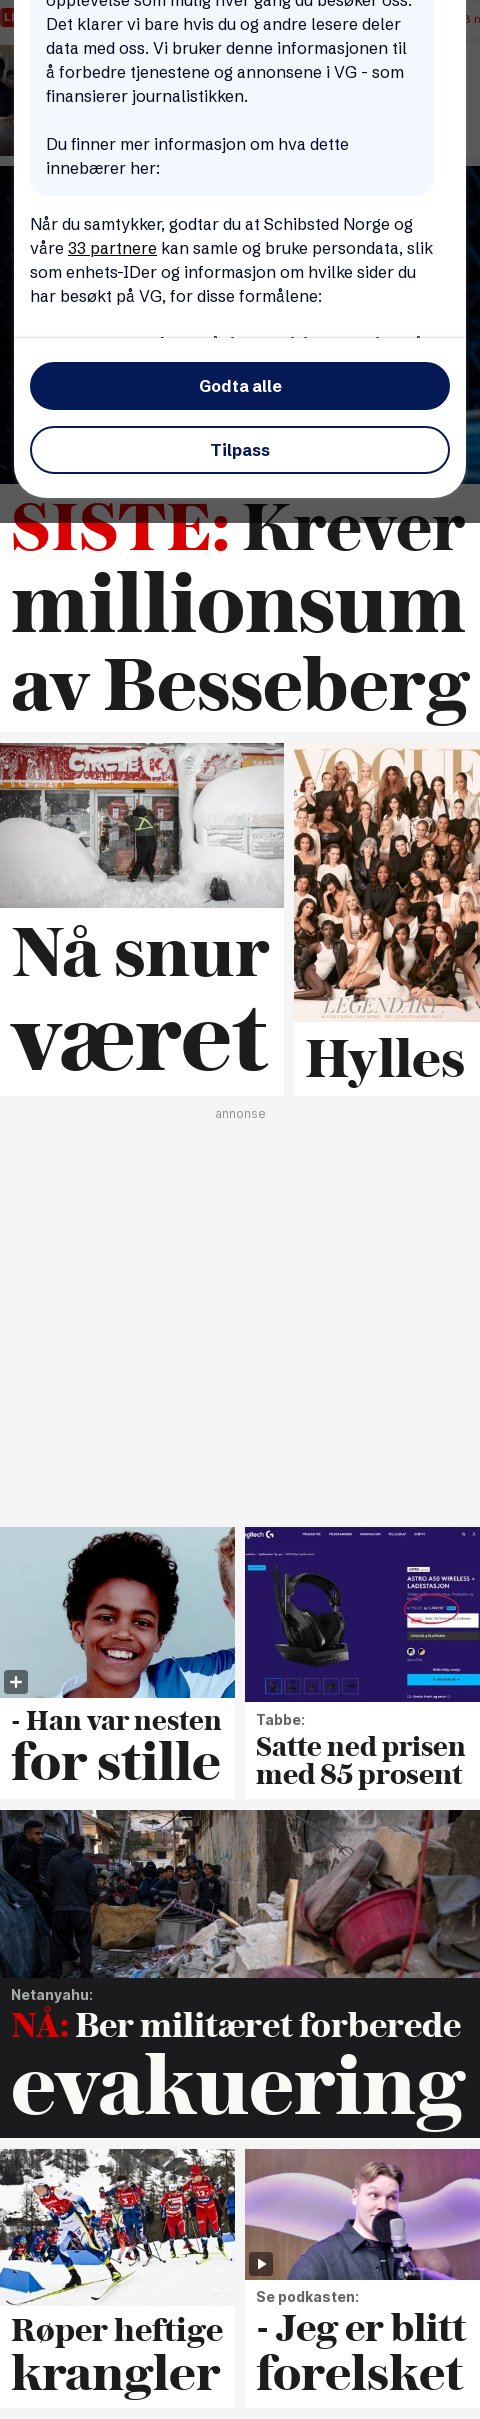 opplevelse som mulig hver gang du besøker oss.
Det klarer vi bare hvis du og andre lesere deler
data med oss. Vi bruker denne informasjonen til
å forbedre tjenestene og annonsene i VG - som
finansierer journalistikken.
Du finner mer informasjon om hva dette
innebærer her:
Når du samtykker, godtar du at Schibsted Norge og
våre 33 partnere kan samle og bruke persondata, slik
som enhets-IDer og informasjon om hvilke sider du
har besøkt på VG, for disse formålene:
Godta alle
Tilpass
SISTE: Krever
millionsum
av Besseberg
CIRCLE K
VOGUE
LEGENDARY!
Nå snur
været
Hylles
annonse
ASTRO A50 WIRELESS +
LADESTASJON
- Han var nesten
for stille
Tabbe:
Satte ned prisen
med 85 prosent
Netanyahu:
NÅ: Ber militæret forberede
evakuering
Røper heftige
krangler
Se podkasten:
- Jeg er blitt
forelsket